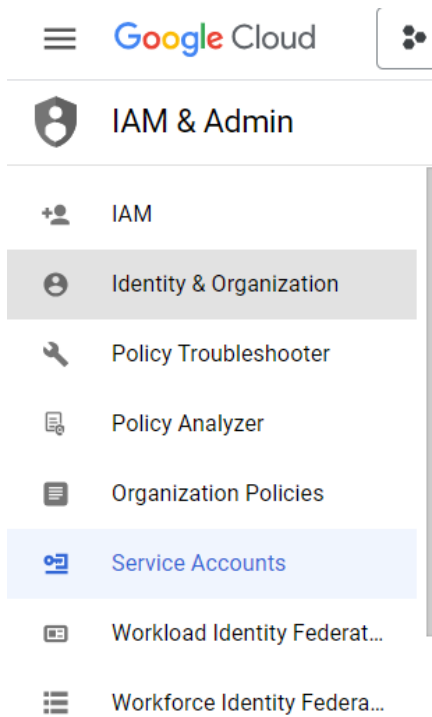 Google Cloud
IAM & Admin
IAM
Identity & Organization
Policy Troubleshooter
Policy Analyzer
Organization Policies
Service Accounts
Workload Identity Federat...
Workforce Identity Federa...